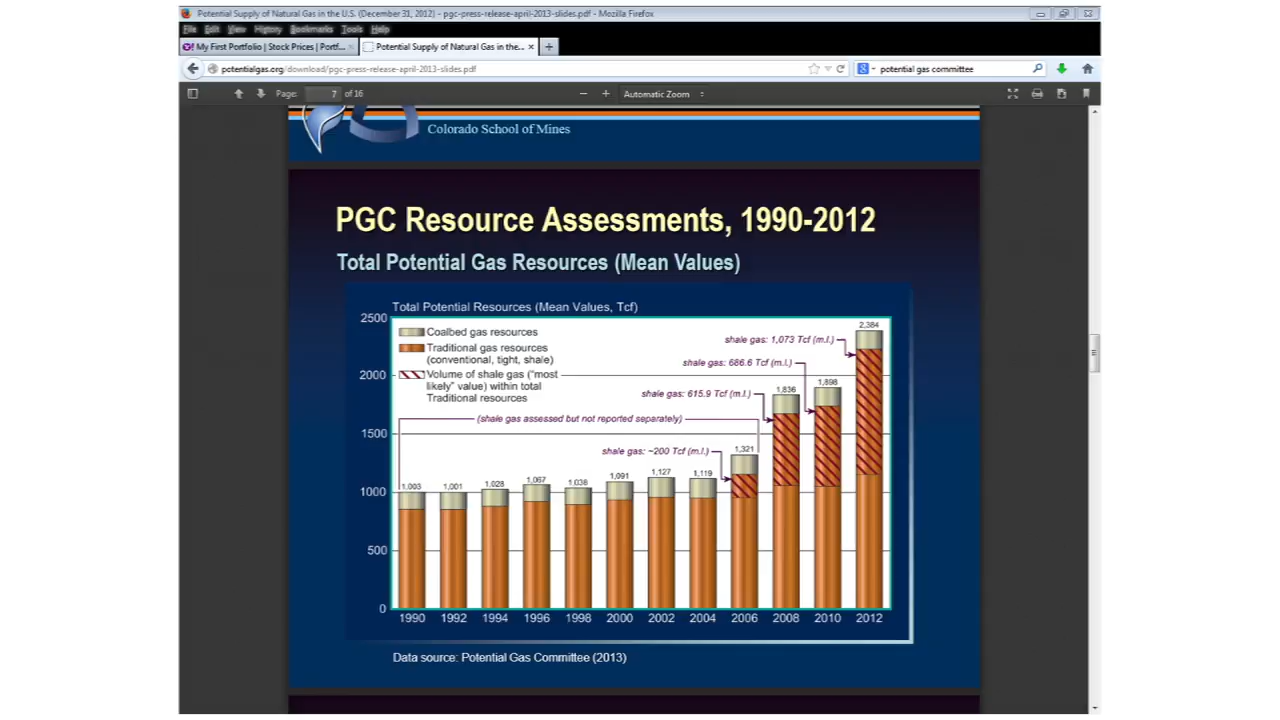 Potential Supply of Natural Gas in the U.S. (December 31, 2012) - pgc-press-release-april-2013-slides.pdf - Mozilla Firefox
File Edit View History Bookmarks Tools Help
My First Portfolio | Stock Prices | Portf... × Potential Supply of Natural Gas in the... × +
potentialgas.org/download/pgc-press-release-april-2013-slides.pdf potential gas committee
Page: 7 of 16 − + Automatic Zoom
Colorado School of Mines
PGC Resource Assessments, 1990-2012
Total Potential Gas Resources (Mean Values)
Total Potential Resources (Mean Values, Tcf)
2500
2000
1500
1000
500
0
Coalbed gas resources
Traditional gas resources
(conventional, tight, shale)
Volume of shale gas ("most
likely" value) within total
Traditional resources
(shale gas assessed but not reported separately)
shale gas: 1,073 Tcf (m.l.)
shale gas: 686.6 Tcf (m.l.)
shale gas: 615.9 Tcf (m.l.)
shale gas: ~200 Tcf (m.l.)
1,003 1,001 1,028 1,067 1,038 1,091 1,127 1,119 1,321 1,836 1,898 2,384
1990 1992 1994 1996 1998 2000 2002 2004 2006 2008 2010 2012
Data source: Potential Gas Committee (2013)